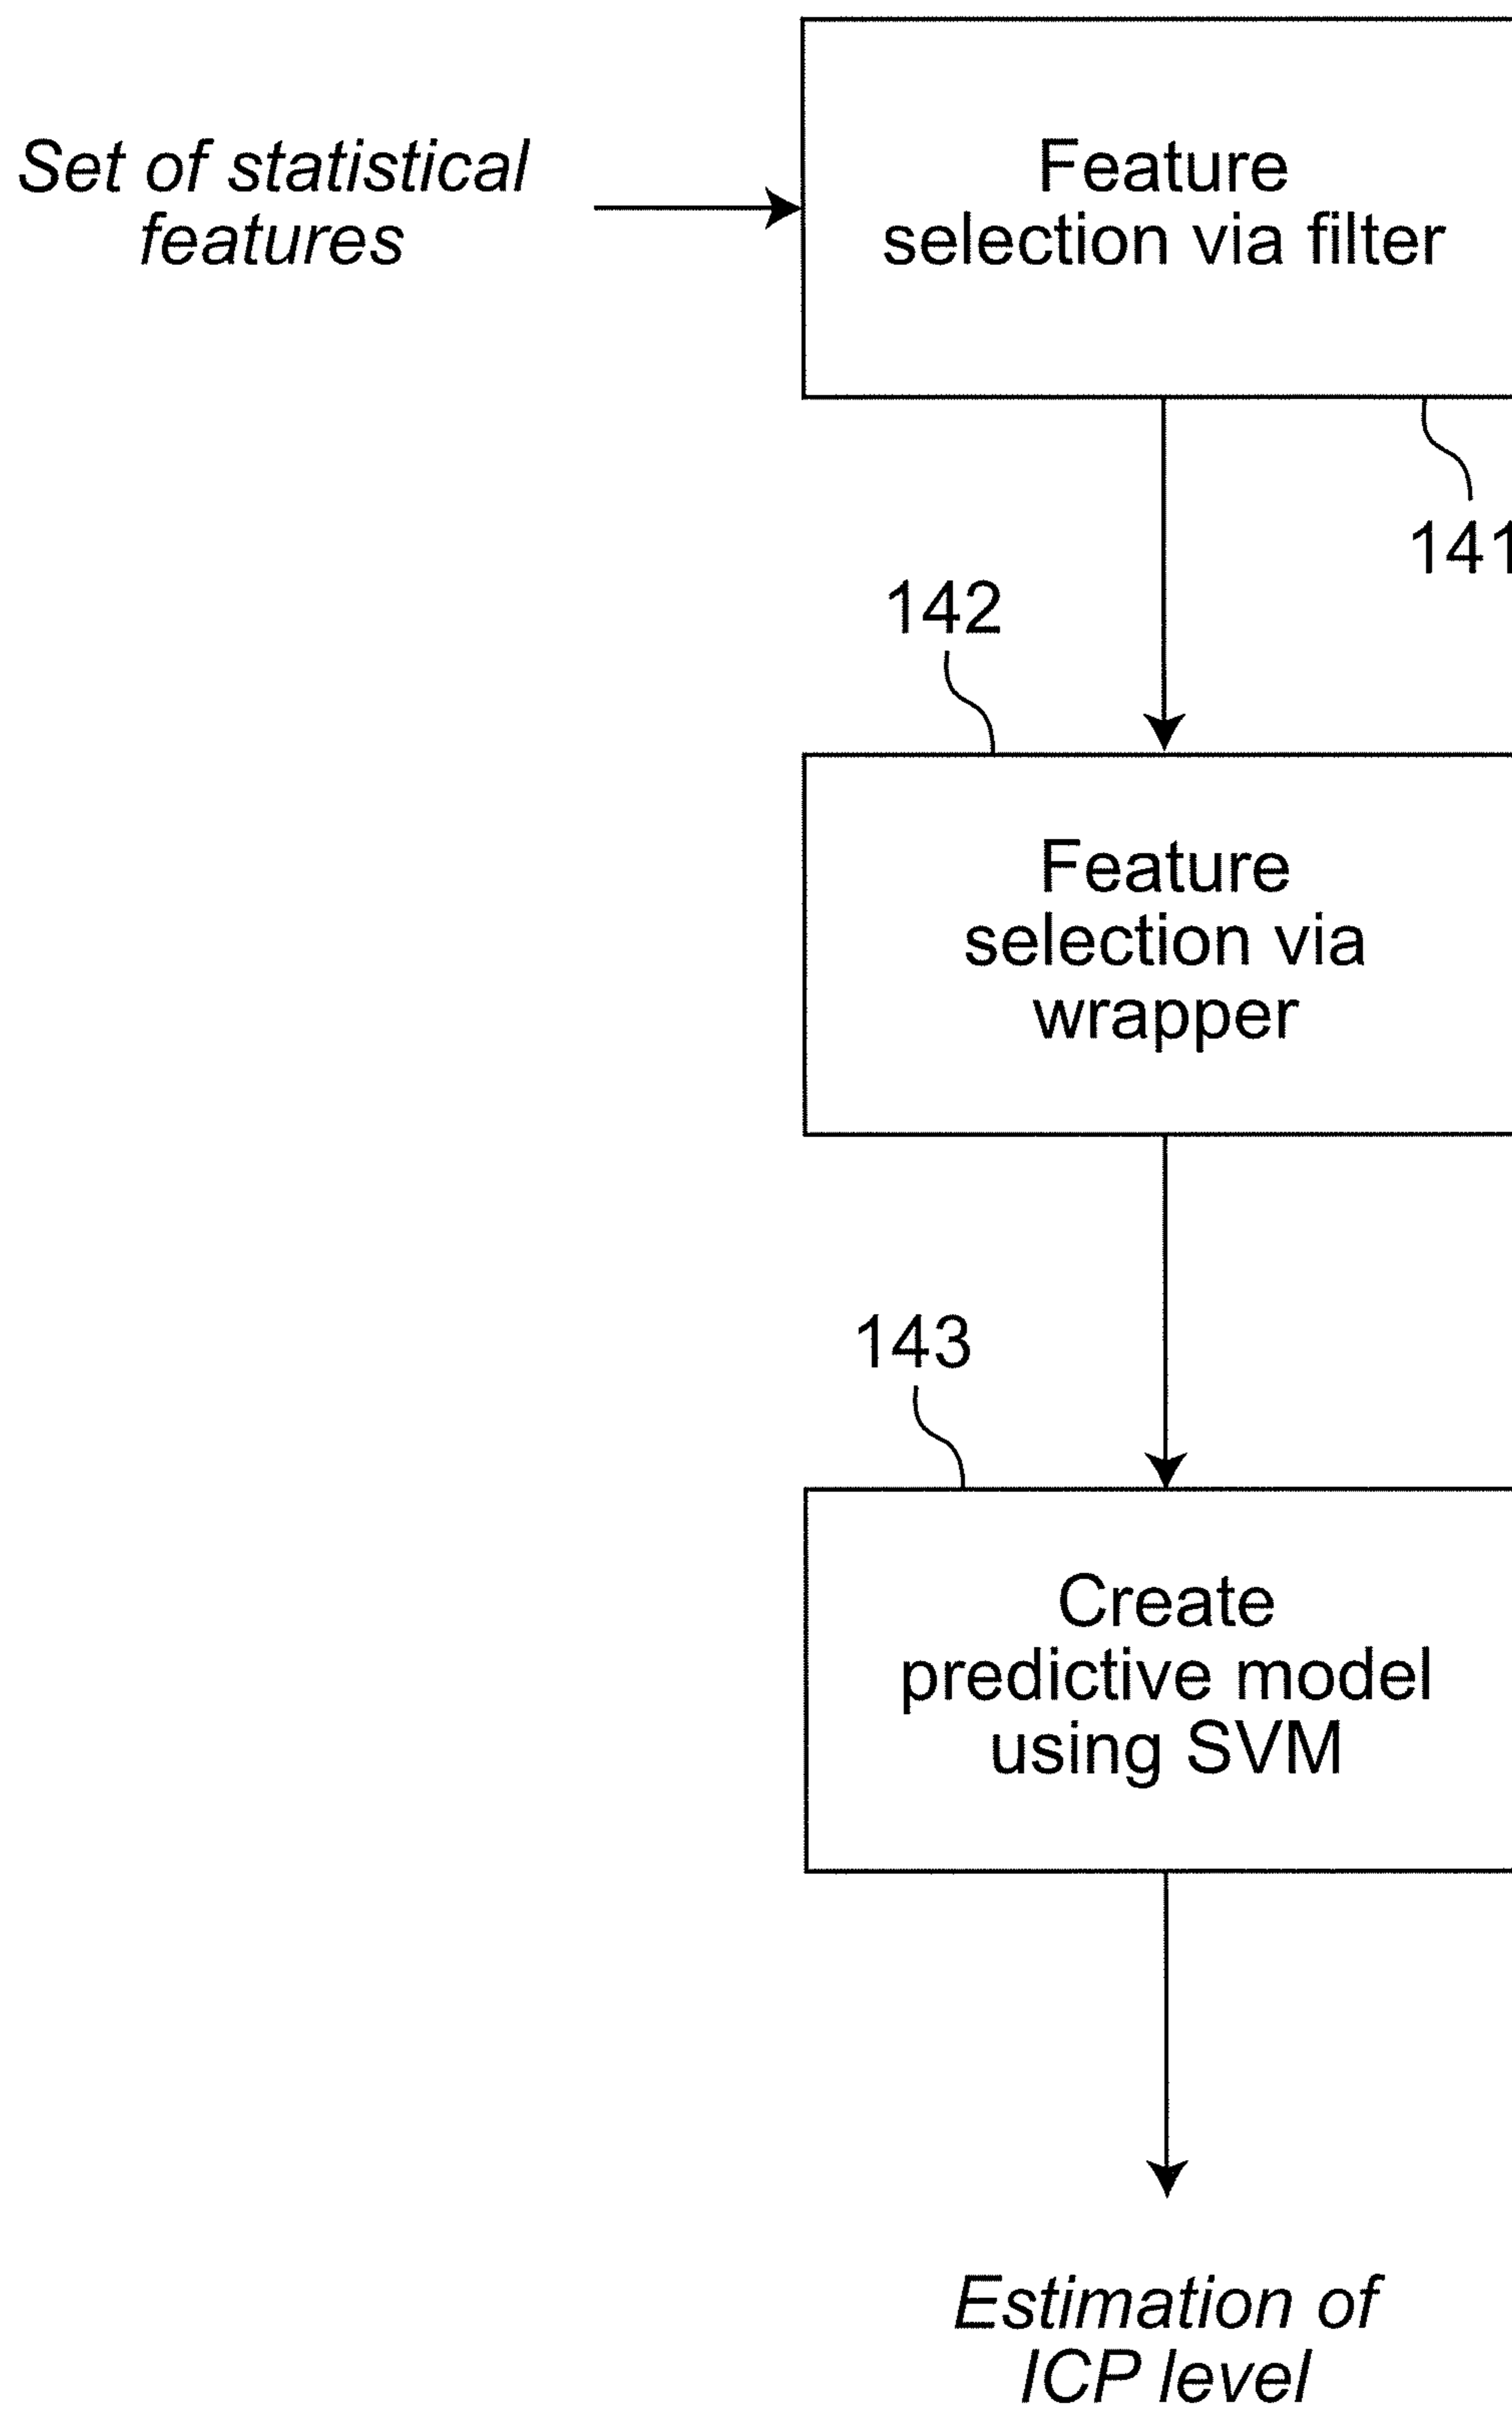 Set of statistical
features
Feature
selection via filter
141
142
Feature
selection via
wrapper
143
Create
predictive model
using SVM
Estimation of
ICP level